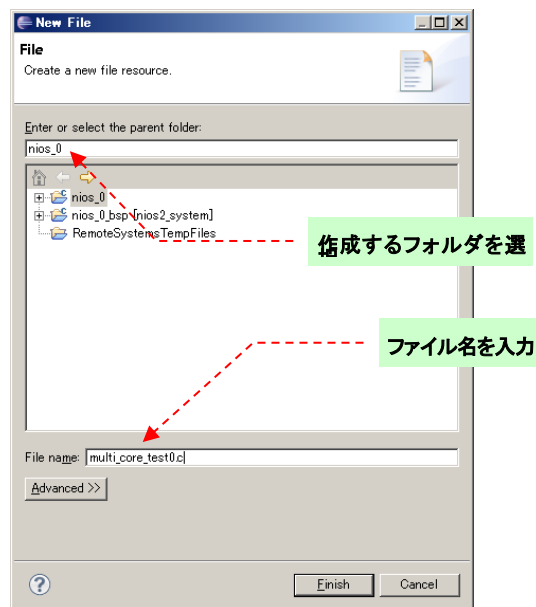 New File
File
Create a new file resource.
Enter or select the parent folder:
nios_0
nios_0
nios_0_bsp [nios2_system]
RemoteSystemsTempFiles
作成するフォルダを選
ファイル名を入力
File name: multi_core_test0.c
Advanced >>
Finish Cancel